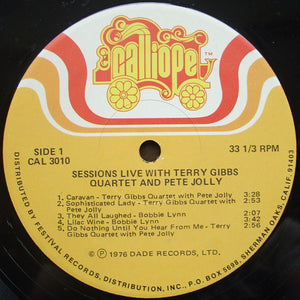 Calliope TM
SIDE 1
CAL 3010
33 1/3 RPM
SESSIONS LIVE WITH TERRY GIBBS
QUARTET AND PETE JOLLY
1. Caravan - Terry Gibbs Quartet with Pete Jolly 3:28
2. Sophisticated Lady - Terry Gibbs Quartet with 2:53
Pete Jolly
3. They All Laughed - Bobbie Lynn 2:07
4. Lilac Wine - Bobbie Lynn 3:42
5. Do Nothing Until You Hear From Me - Terry Gibbs 2:53
Quartet with Pete Jolly
© ℗ 1976 DADE RECORDS, LTD.
DISTRIBUTED BY FESTIVAL RECORDS, DISTRIBUTION, INC., P.O. BOX 5698, SHERMAN OAKS, CALIF. 91403